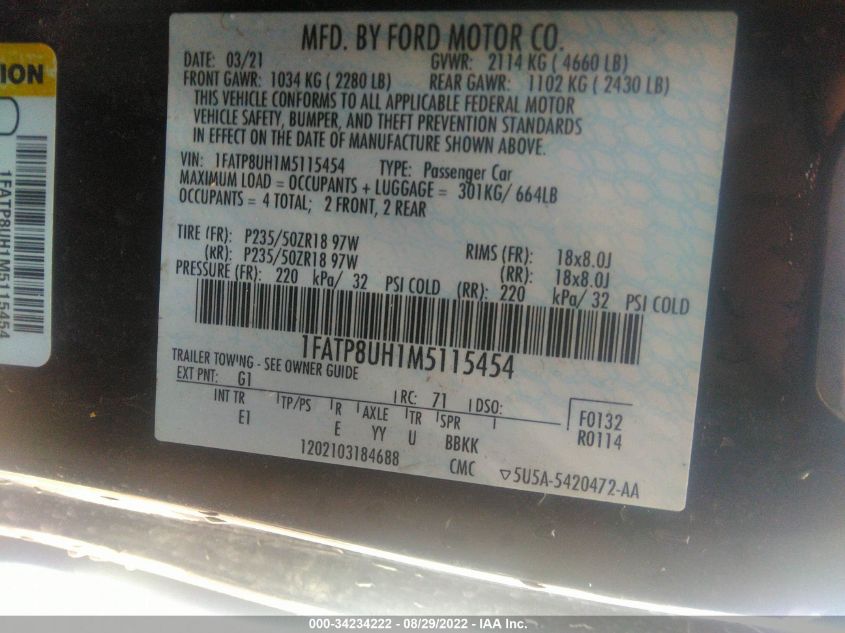 ION
1FATP8UH1M5115454
MFD. BY FORD MOTOR CO.
DATE: 03/21 GVWR: 2114 KG ( 4660 LB)
FRONT GAWR: 1034 KG ( 2280 LB) REAR GAWR: 1102 KG ( 2430 LB)
THIS VEHICLE CONFORMS TO ALL APPLICABLE FEDERAL MOTOR
VEHICLE SAFETY, BUMPER, AND THEFT PREVENTION STANDARDS
IN EFFECT ON THE DATE OF MANUFACTURE SHOWN ABOVE.
VIN: 1FATP8UH1M5115454 TYPE: Passenger Car
MAXIMUM LOAD = OCCUPANTS + LUGGAGE = 301KG/ 664LB
OCCUPANTS = 4 TOTAL; 2 FRONT, 2 REAR
TIRE (FR): P235/50ZR18 97W RIMS (FR): 18x8.0J
(RR): P235/50ZR18 97W (RR): 18x8.0J
PRESSURE (FR): 220 kPa/ 32 PSI COLD (RR): 220 kPa/ 32 PSI COLD
1FATP8UH1M5115454
TRAILER TOWING - SEE OWNER GUIDE
EXT PNT: G1 RC: 71 DSO: F0132
INT TR TP/PS R AXLE TR SPR R0114
E1 E YY U BBKK
1202103184688 CMC ▽5U5A-5420472-AA
000-34234222 - 08/29/2022 - IAA Inc.